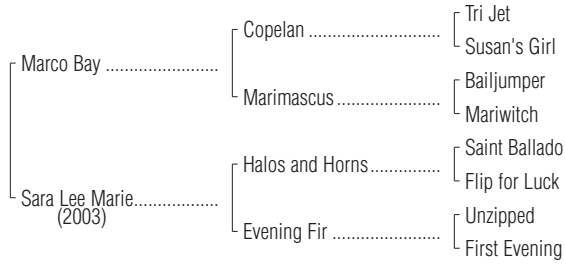 Tri Jet
Copelan ..............................
Susan's Girl
Marco Bay ........................
Bailjumper
Marimascus.......................
Mariwitch
Saint Ballado
Halos and Horns................
Flip for Luck
Sara Lee Marie..................
(2003)
Unzipped
Evening Fir ........................
First Evening